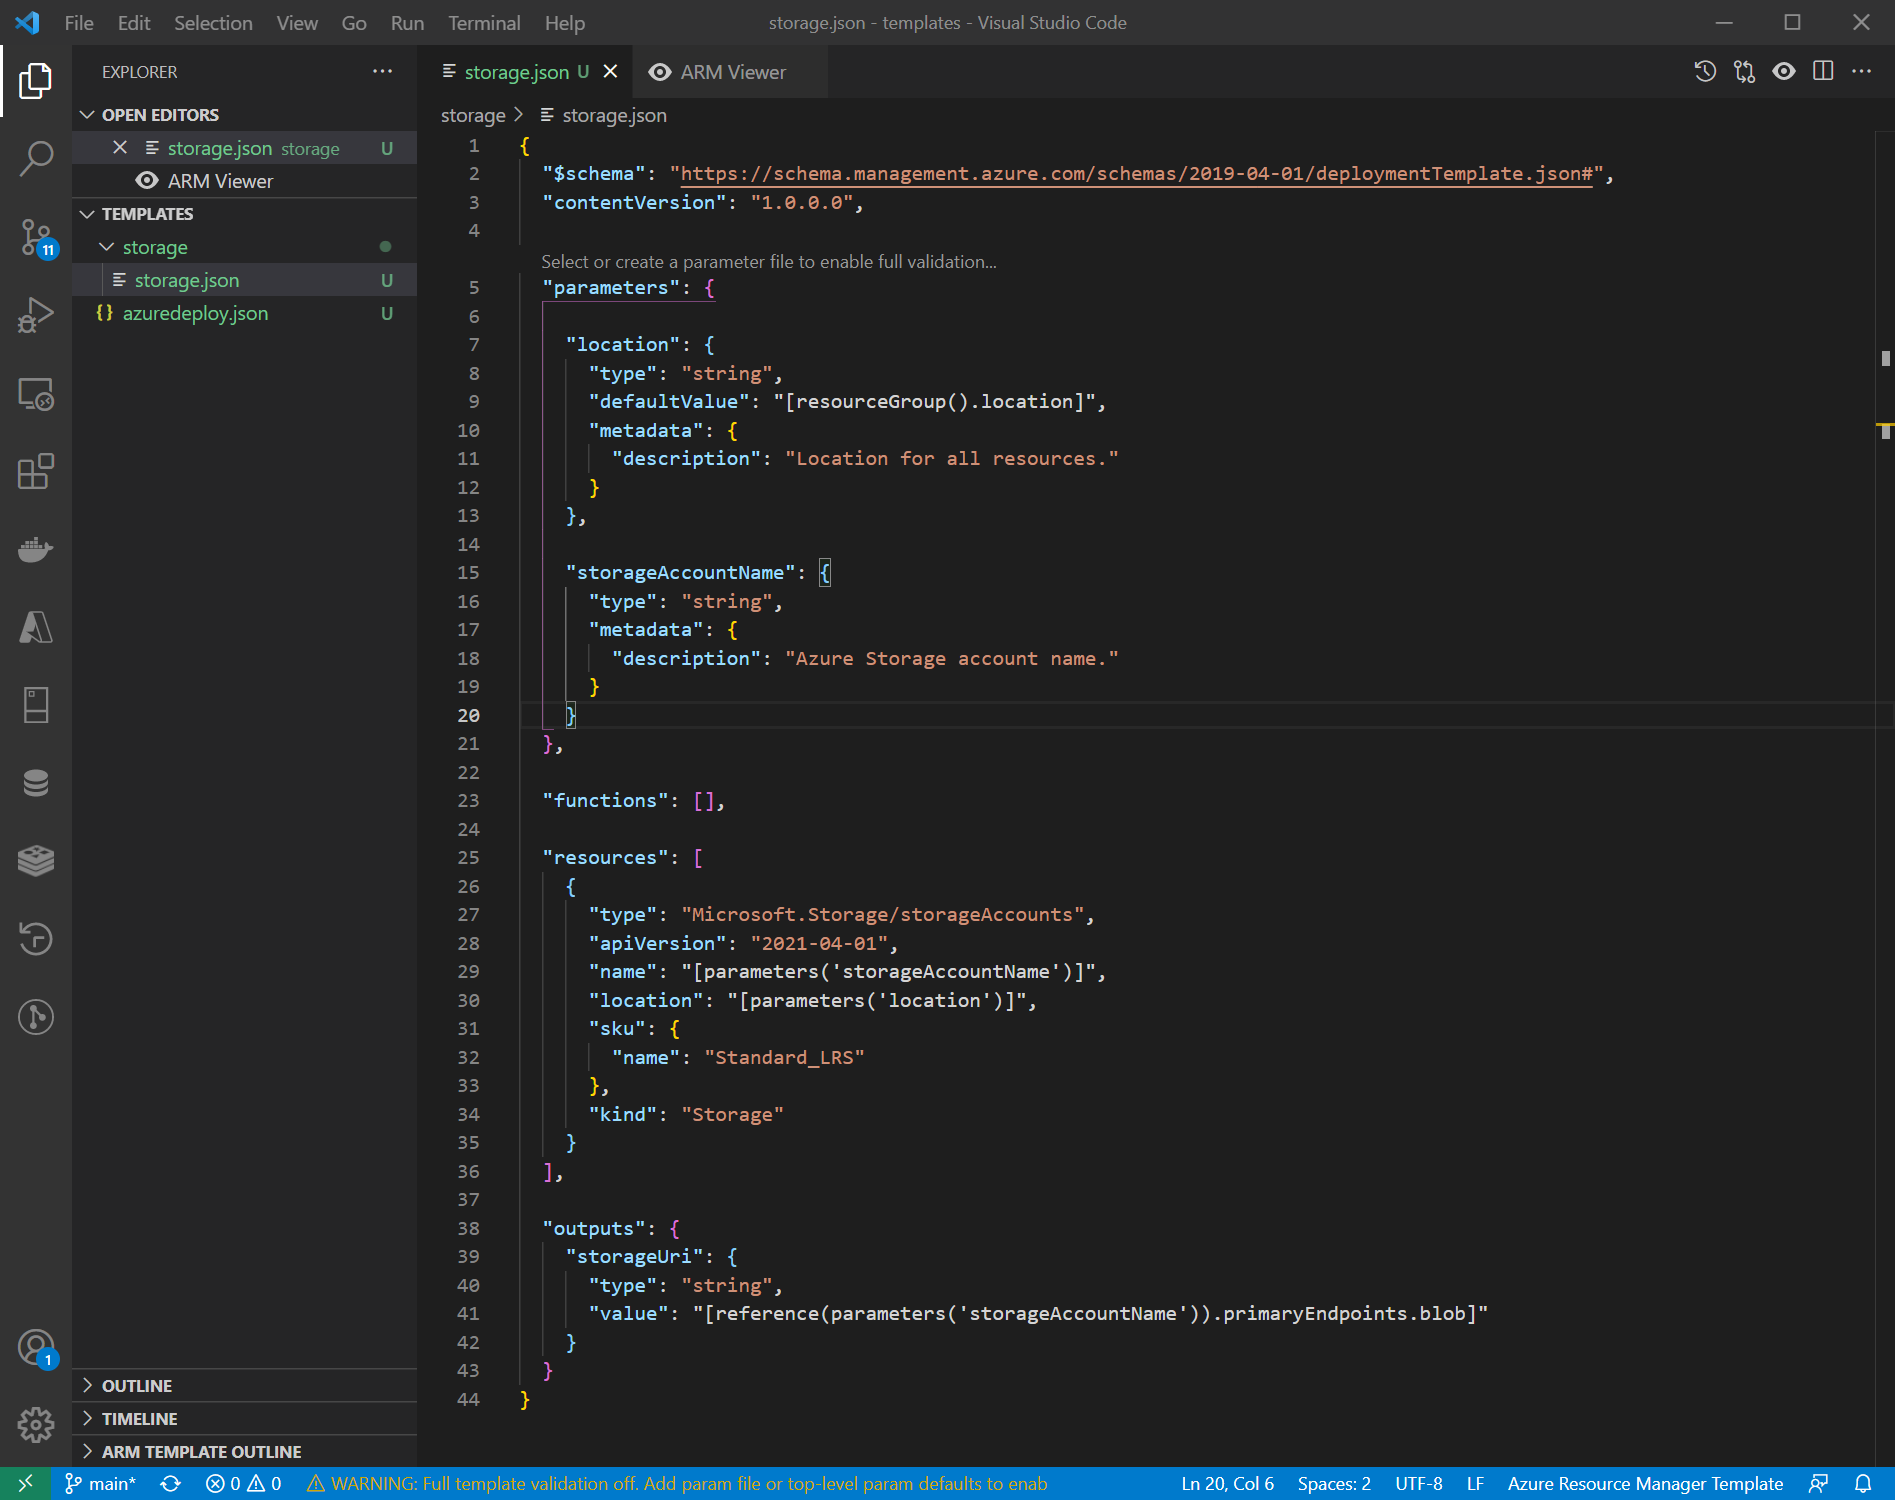 File Edit Selection View Go Run Terminal Help
storage.json - templates - Visual Studio Code
EXPLORER
OPEN EDITORS
storage.json storage U
ARM Viewer
TEMPLATES
storage
storage.json U
azuredeploy.json U
OUTLINE
TIMELINE
ARM TEMPLATE OUTLINE
11
1
storage.json U
ARM Viewer
storage > storage.json
1 {
2 "$schema": "https://schema.management.azure.com/schemas/2019-04-01/deploymentTemplate.json#",
3 "contentVersion": "1.0.0.0",
4
Select or create a parameter file to enable full validation...
5 "parameters": {
6
7 "location": {
8 "type": "string",
9 "defaultValue": "[resourceGroup().location]",
10 "metadata": {
11 "description": "Location for all resources."
12 }
13 },
14
15 "storageAccountName": {
16 "type": "string",
17 "metadata": {
18 "description": "Azure Storage account name."
19 }
20 }
21 },
22
23 "functions": [],
24
25 "resources": [
26 {
27 "type": "Microsoft.Storage/storageAccounts",
28 "apiVersion": "2021-04-01",
29 "name": "[parameters('storageAccountName')]",
30 "location": "[parameters('location')]",
31 "sku": {
32 "name": "Standard_LRS"
33 },
34 "kind": "Storage"
35 }
36 ],
37
38 "outputs": {
39 "storageUri": {
40 "type": "string",
41 "value": "[reference(parameters('storageAccountName')).primaryEndpoints.blob]"
42 }
43 }
44 }
main* 0 0 WARNING: Full template validation off. Add param file or top-level param defaults to enab
Ln 20, Col 6 Spaces: 2 UTF-8 LF Azure Resource Manager Template